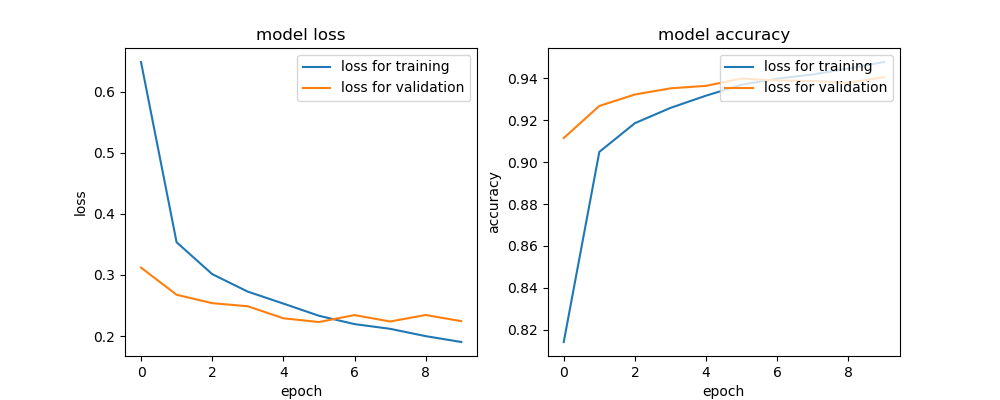 model loss
loss for training
loss for validation
0.6
0.5
0.4
0.3
0.2
loss
0
2
4
6
8
epoch
model accuracy
loss for training
loss for validation
0.94
0.92
0.90
0.88
0.86
0.84
0.82
accuracy
0
2
4
6
8
epoch